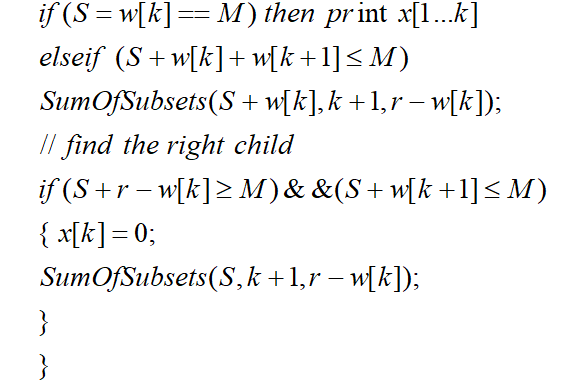 if (S = w[k] == M) then print x[1...k]
elseif (S + w[k] + w[k + 1] ≤ M)
SumOfSubsets(S + w[k], k + 1, r − w[k]);
// find the right child
if (S + r − w[k] ≥ M) & &(S + w[k + 1] ≤ M)
{ x[k] = 0;
SumOfSubsets(S, k + 1, r − w[k]);
}
}